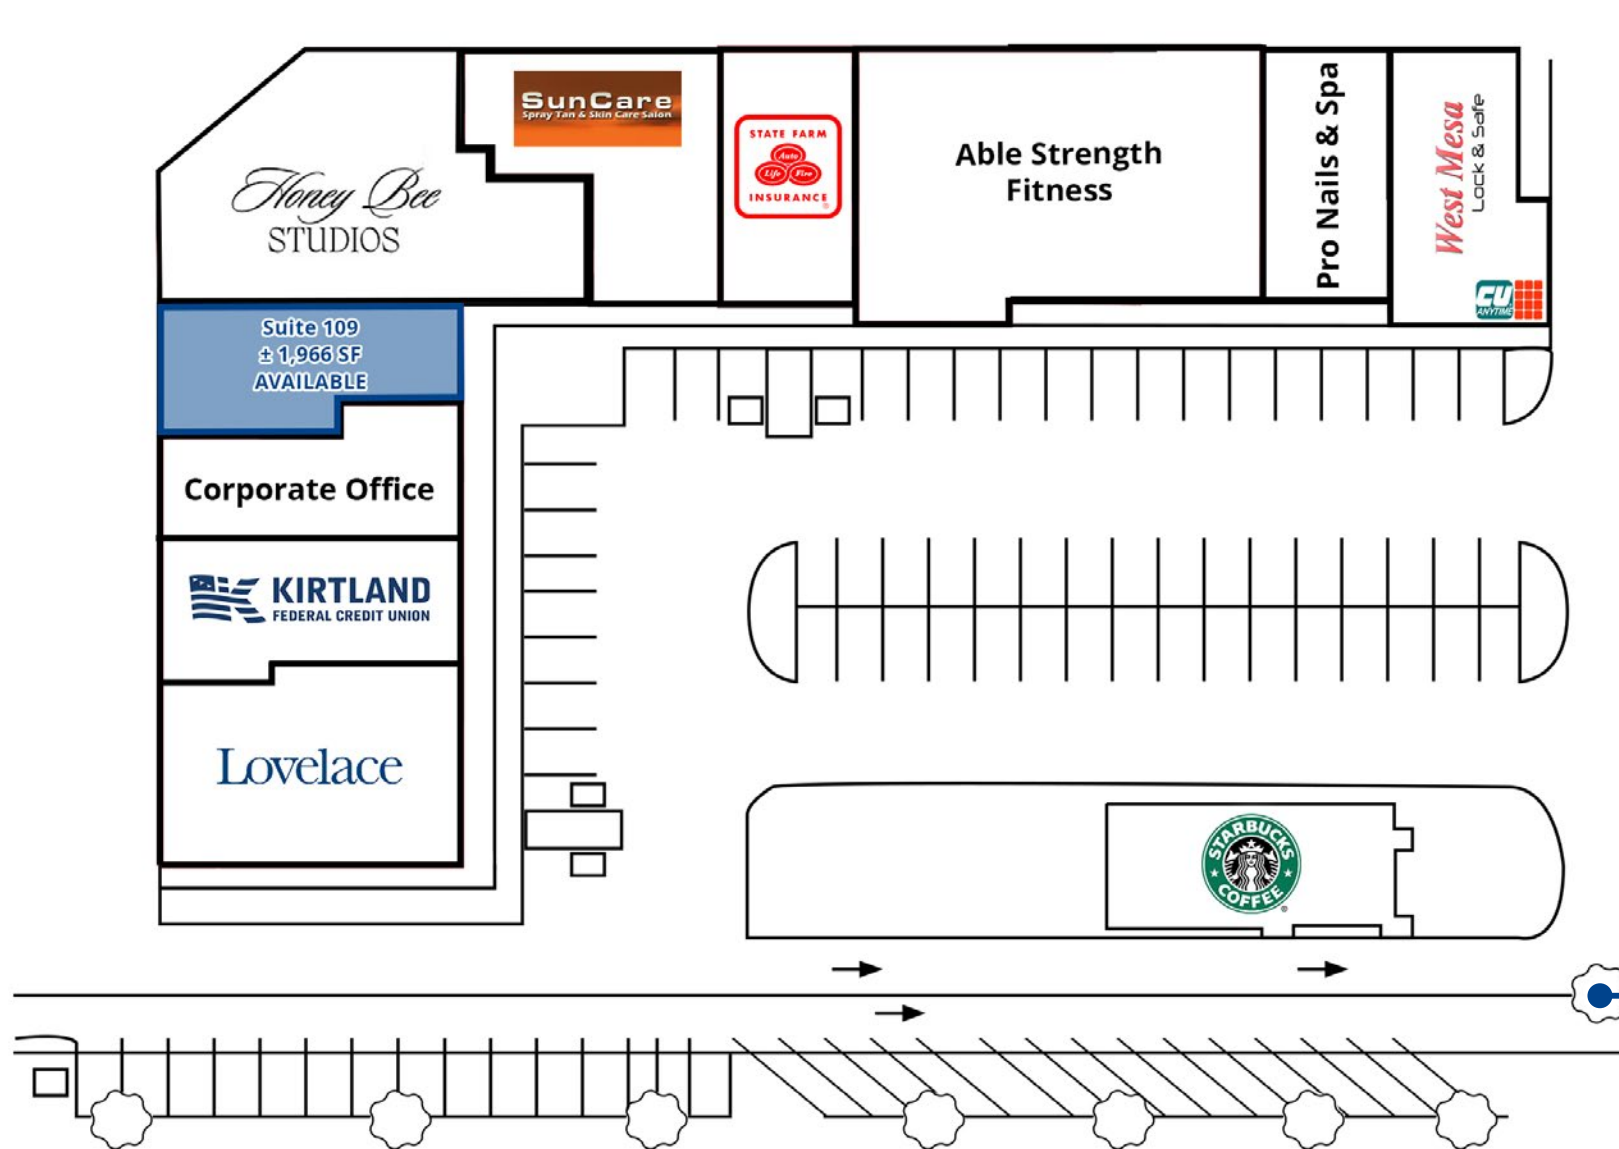 SunCare
Spray Tan & Skin Care Salon
Honey Bee
STUDIOS
STATE FARM
Auto
Life Fire
INSURANCE
®
Able Strength
Fitness
Pro Nails & Spa
West Mesa
Lock & Safe
CU
ANYTIME
Suite 109
± 1,966 SF
AVAILABLE
Corporate Office
KIRTLAND
FEDERAL CREDIT UNION
Lovelace
STARBUCKS
COFFEE
®